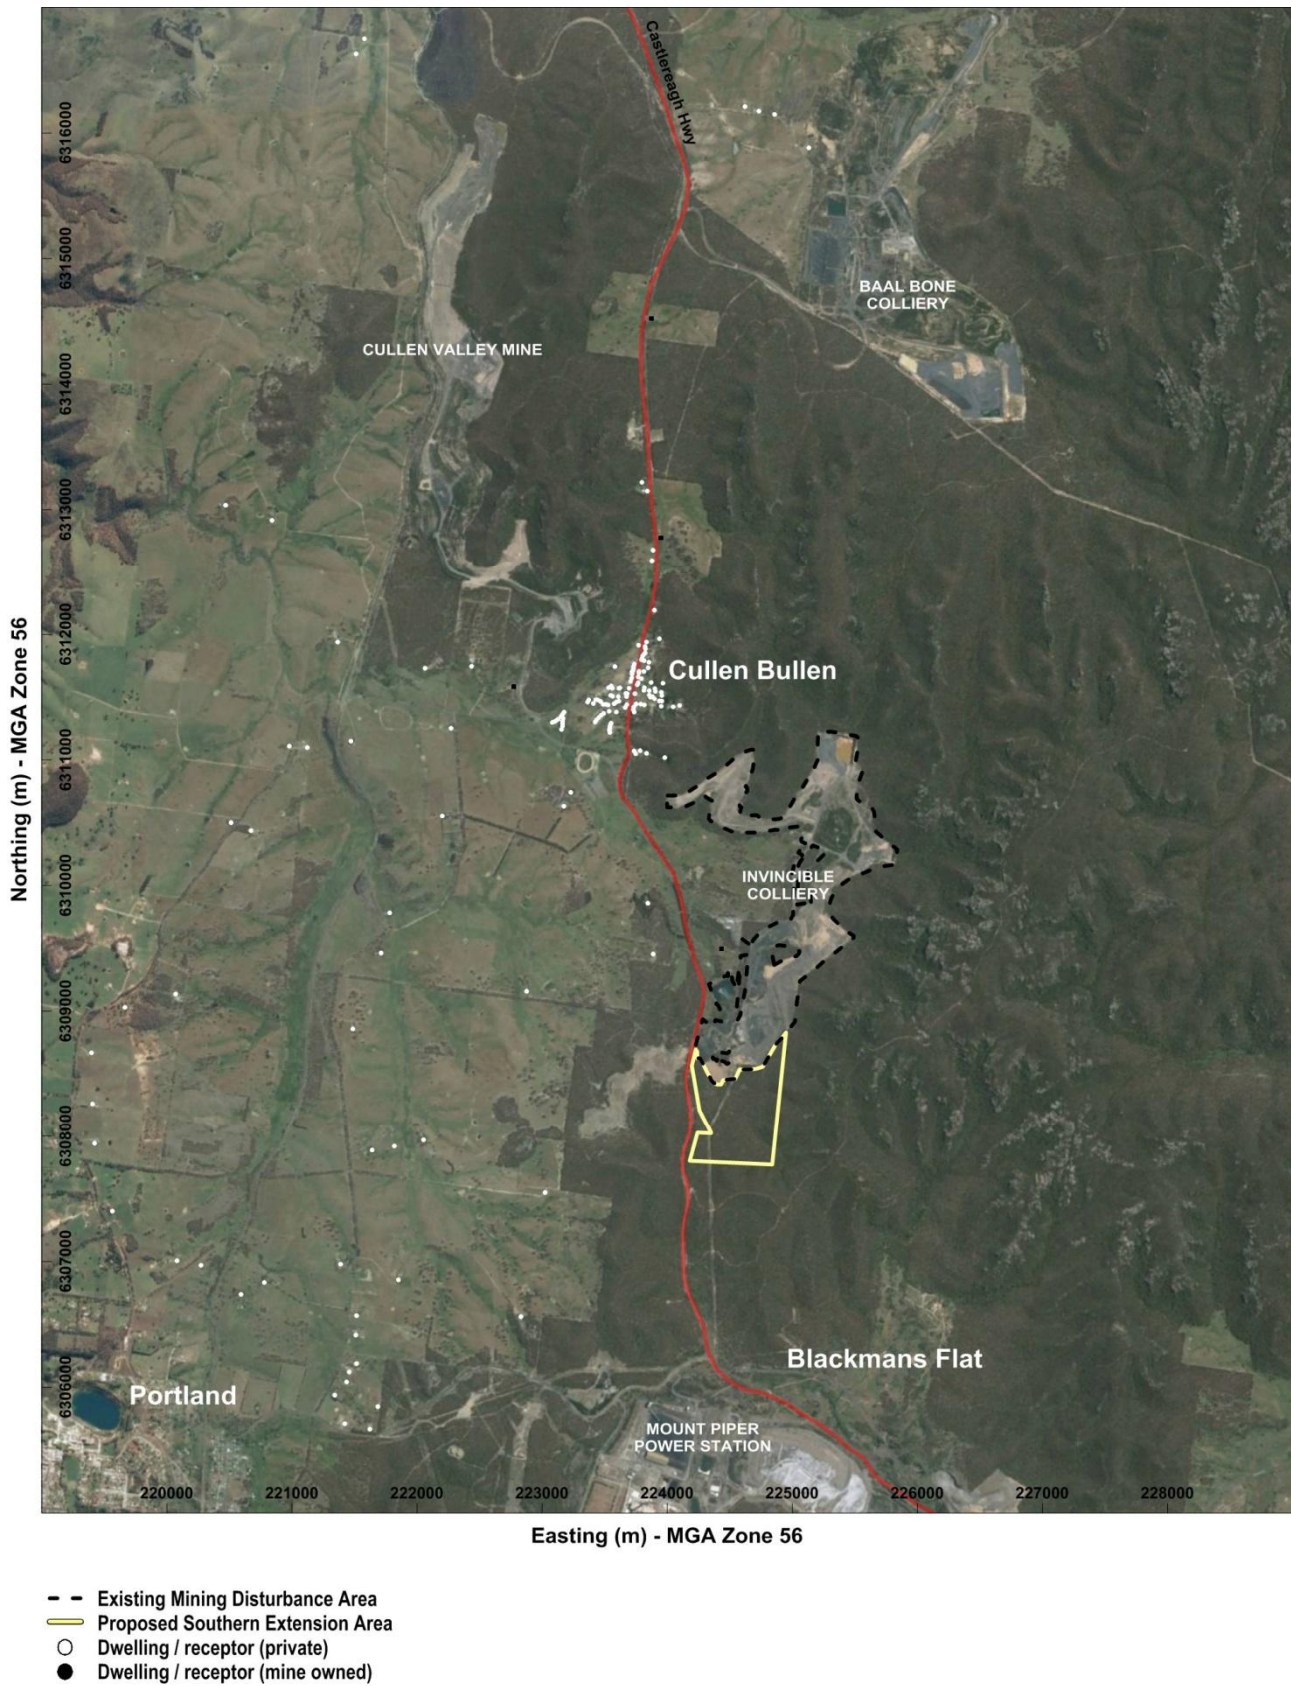 Castlereagh Hwy
6316000
6315000
BAAL BONE
COLLIERY
CULLEN VALLEY MINE
6314000
6313000
Northing (m) - MGA Zone 56
6312000
Cullen Bullen
6311000
INVINCIBLE
COLLIERY
6310000
6309000
6308000
6307000
Blackmans Flat
6306000
Portland
MOUNT PIPER
POWER STATION
220000 221000 222000 223000 224000 225000 226000 227000 228000
Easting (m) - MGA Zone 56
Existing Mining Disturbance Area
Proposed Southern Extension Area
Dwelling / receptor (private)
Dwelling / receptor (mine owned)